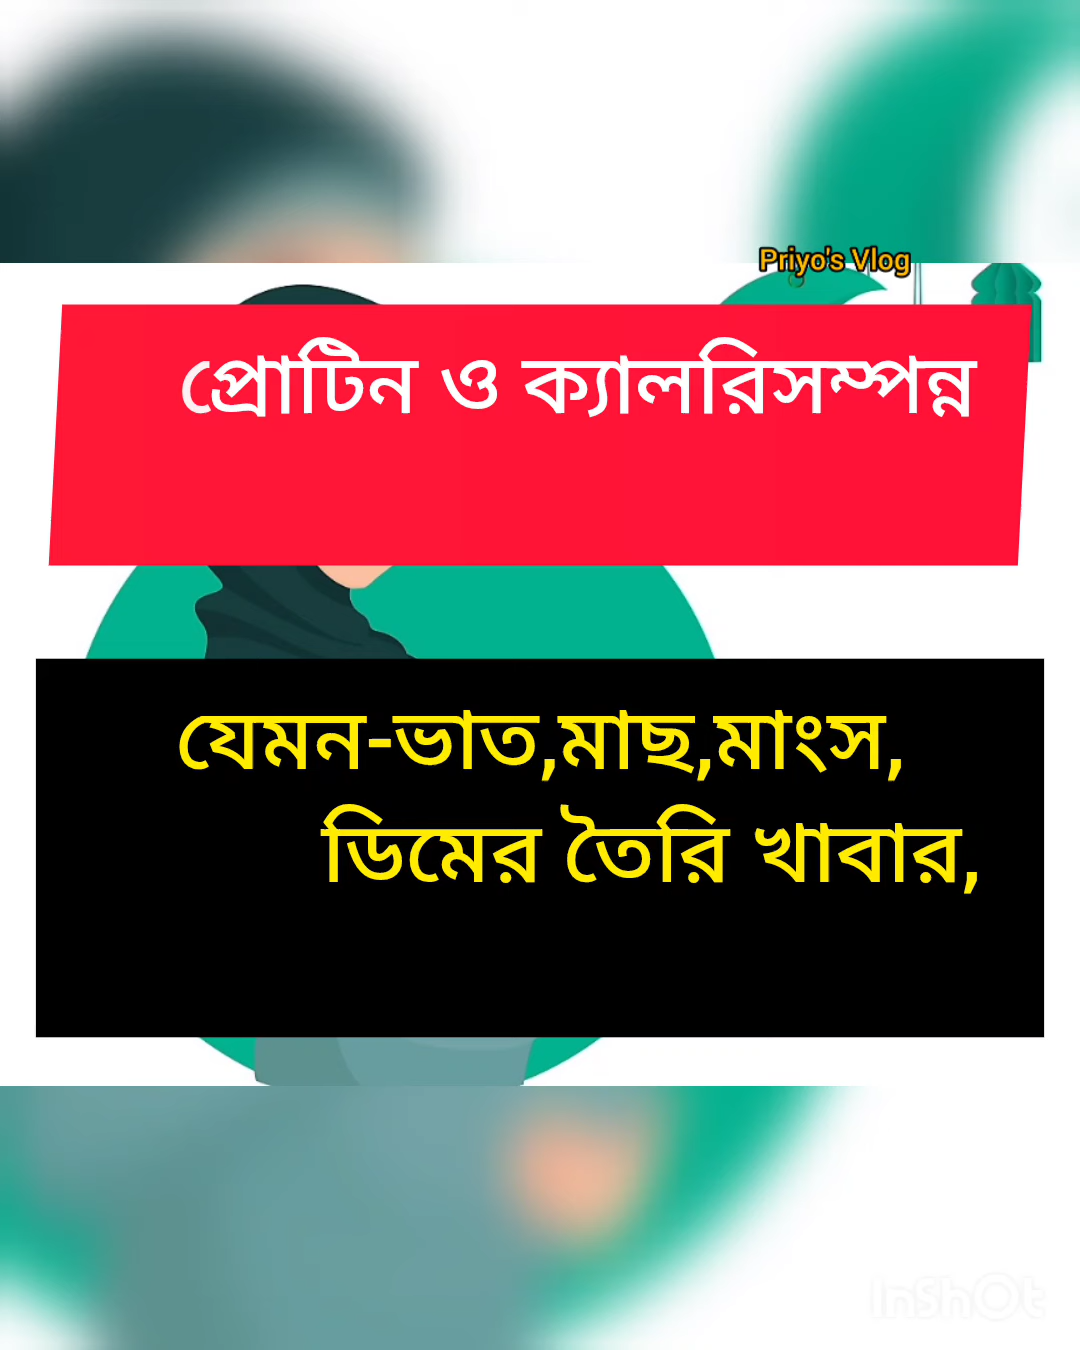 Priyo's Vlog
প্রোটিন ও ক্যালরিসম্পন্ন
যেমন-ভাত,মাছ,মাংস,
ডিমের তৈরি খাবার,
InShOt